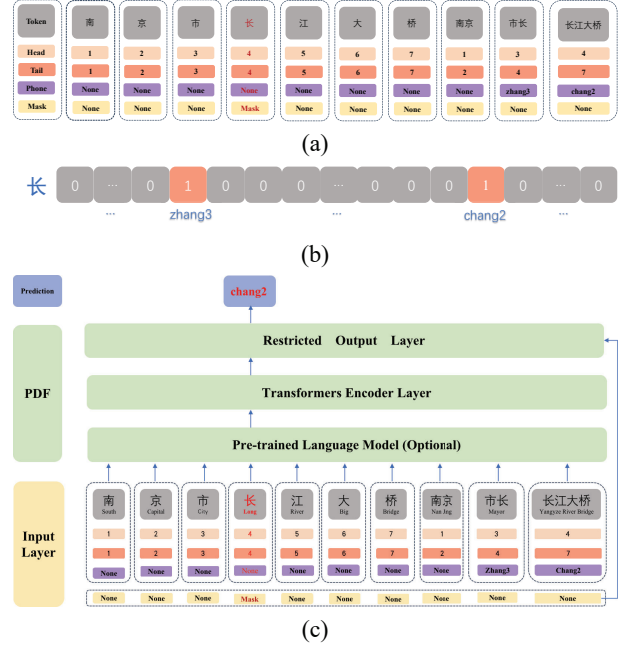 Token 南 京 市 长 江 大 桥 南京 市长 长江大桥
Head 1 2 3 4 5 6 7 1 3 4
Tail 1 2 3 4 5 6 7 2 4 7
Phone None None None None None None None None zhang3 chang2
Mask None None None Mask None None None None None None
(a)
长 0 ... 0 1 0 0 0 ... 0 0 0 1 0 ... 0
... zhang3 ... chang2 ...
(b)
Prediction chang2
Restricted Output Layer
PDF Transformers Encoder Layer
Pre-trained Language Model (Optional)
南 京 市 长 江 大 桥 南京 市长 长江大桥
South Capital City Long River Big Bridge Nan Jng Mayor Yangyze River Bridge
Input Layer 1 2 3 4 5 6 7 1 3 4
1 2 3 4 5 6 7 2 4 7
None None None None None None None None Zhang3 Chang2
None None None Mask None None None None None None
(c)